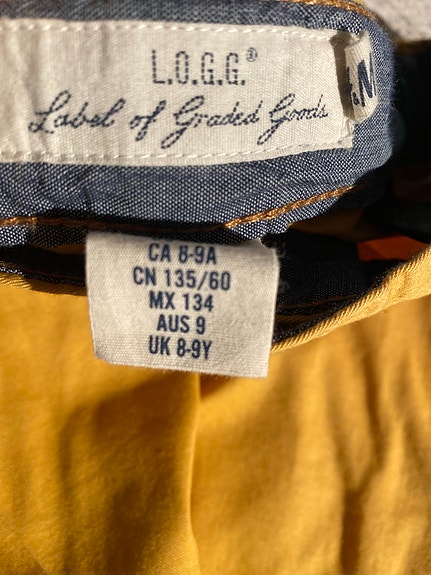 L.O.G.G.®
Label of Graded Goods
CA 8-9A
CN 135/60
MX 134
AUS 9
UK 8-9Y